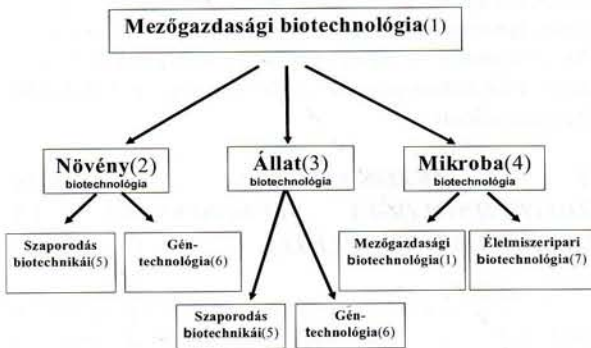 Mezőgazdasági biotechnológia(1)
Növény(2)
biotechnológia
Állat(3)
biotechnológia
Mikroba(4)
biotechnológia
Szaporodás
biotechnikái(5)
Gén-
technológia(6)
Mezőgazdasági
biotechnológia(1)
Élelmiszeripari
biotechnológia(7)
Szaporodás
biotechnikái(5)
Gén-
technológia(6)